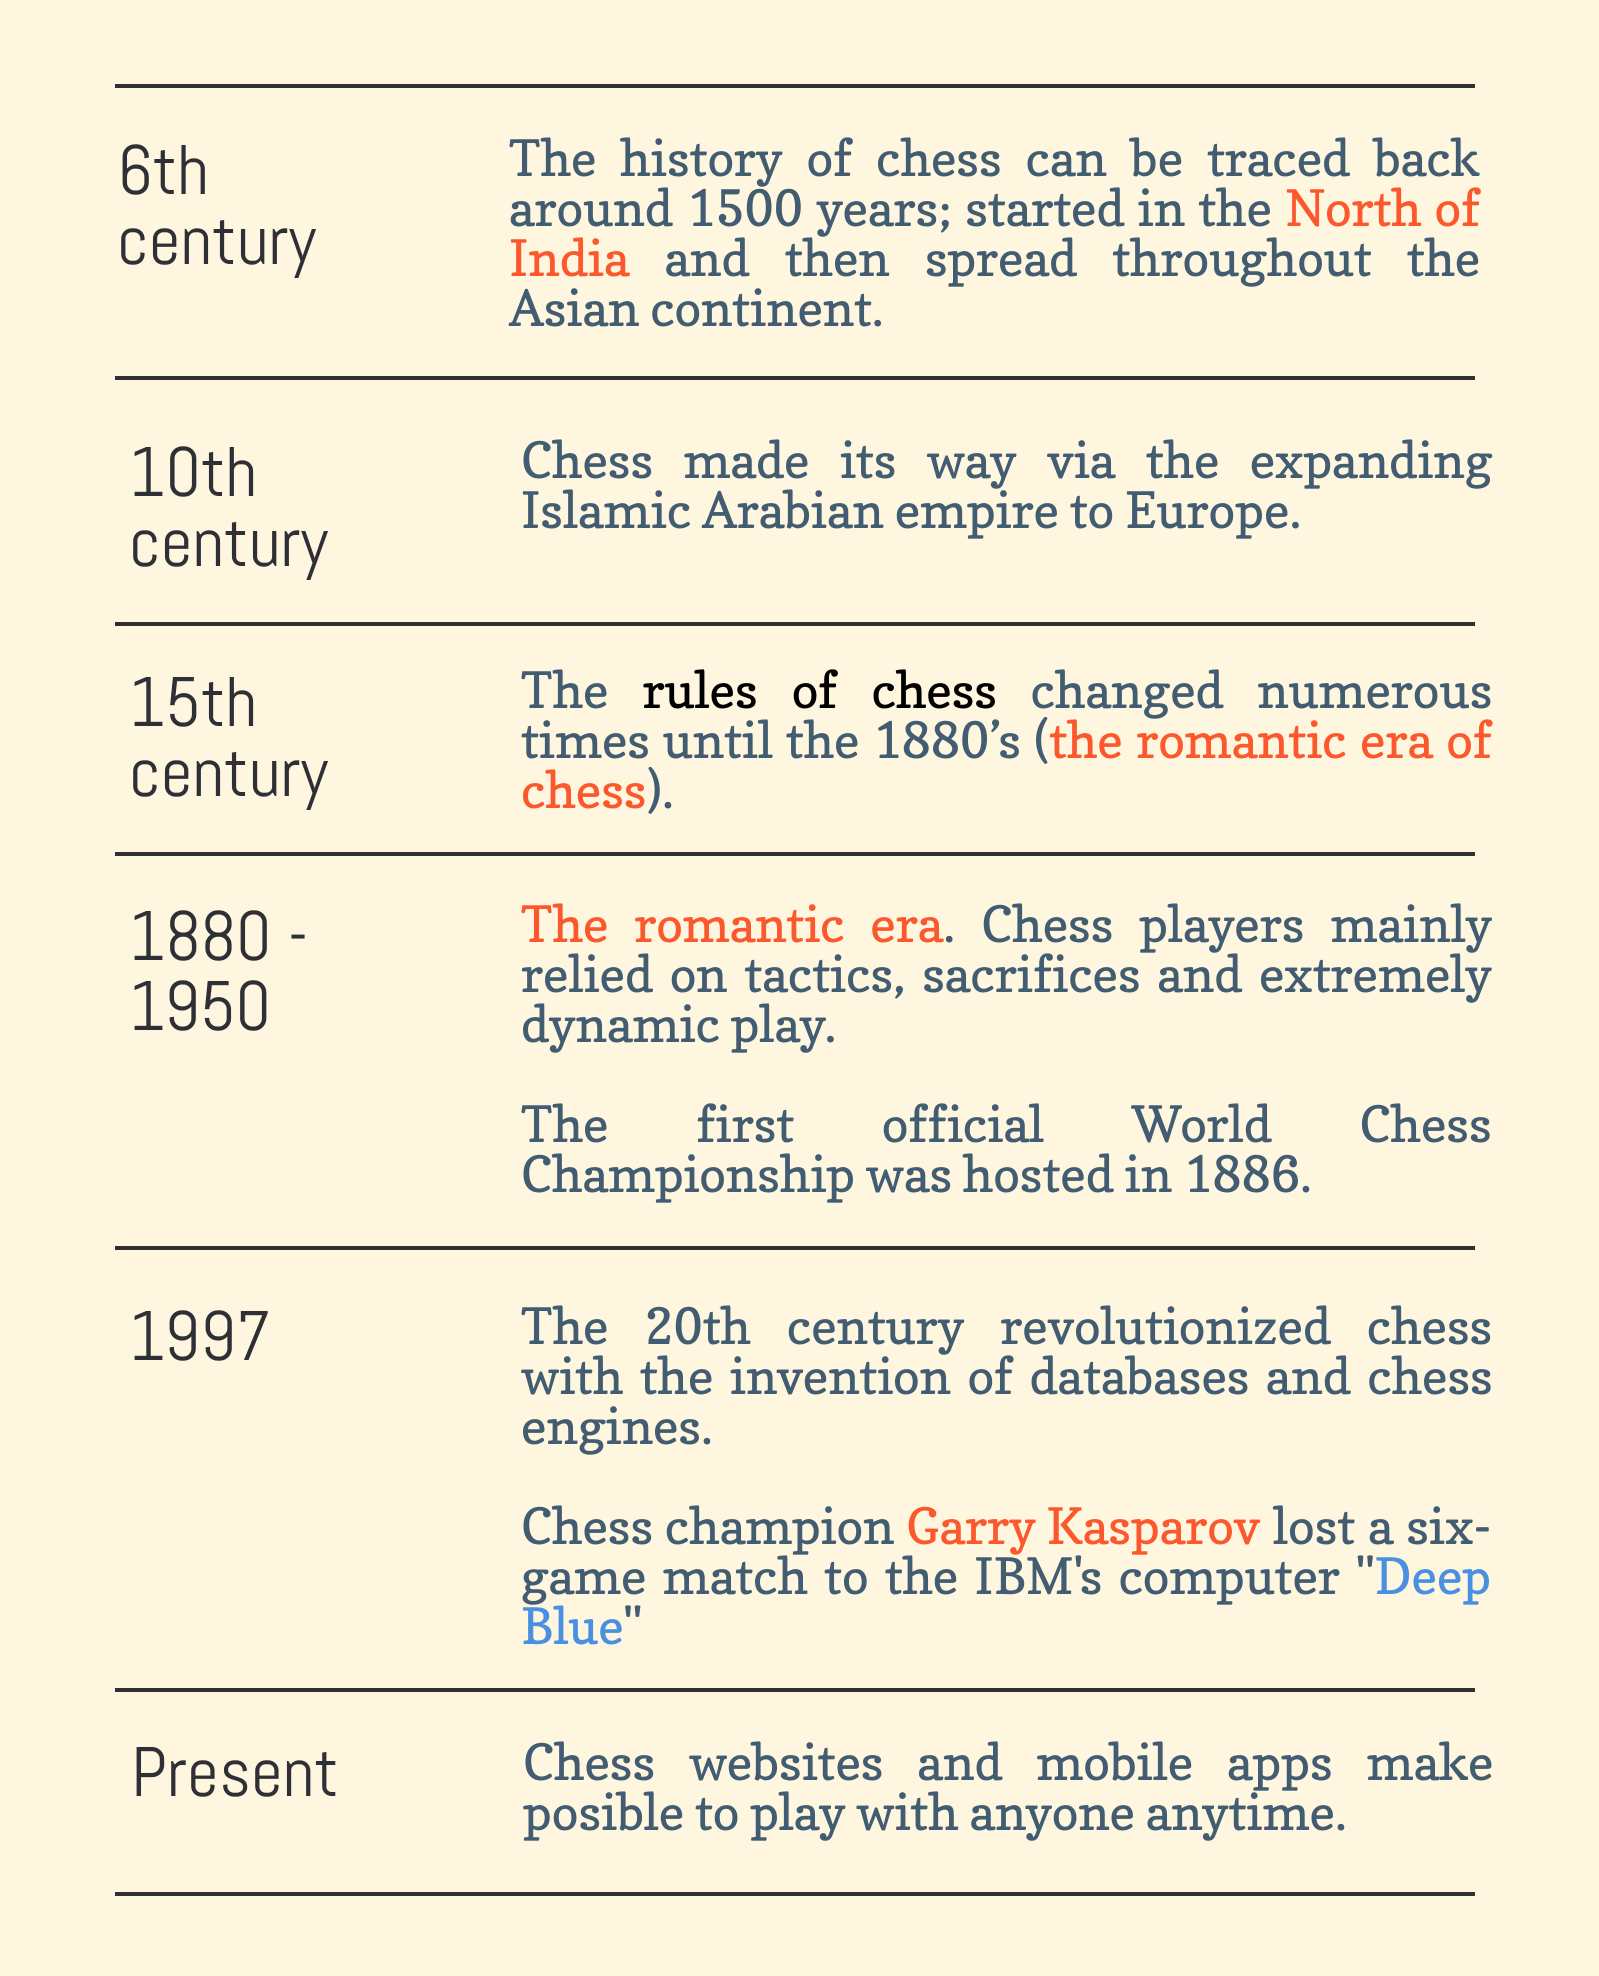 6th
century
The history of chess can be traced back
around 1500 years; started in the North of
India and then spread throughout the
Asian continent.
10th
century
Chess made its way via the expanding
Islamic Arabian empire to Europe.
15th
century
The rules of chess changed numerous
times until the 1880’s (the romantic era of
chess).
1880 -
1950
The romantic era. Chess players mainly
relied on tactics, sacrifices and extremely
dynamic play.
The first official World Chess
Championship was hosted in 1886.
1997
The 20th century revolutionized chess
with the invention of databases and chess
engines.
Chess champion Garry Kasparov lost a six-
game match to the IBM's computer "Deep
Blue"
Present
Chess websites and mobile apps make
posible to play with anyone anytime.